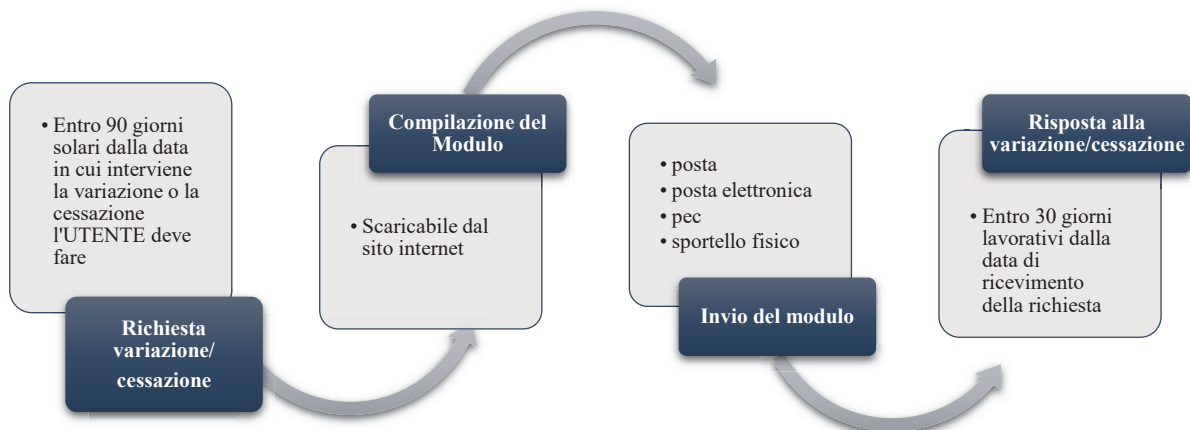 • Entro 90 giorni
solari dalla data
in cui interviene
la variazione o la
cessazione
l'UTENTE deve
fare
Richiesta
variazione/
cessazione
Compilazione del
Modulo
• Scaricabile dal
sito internet
• posta
• posta elettronica
• pec
• sportello fisico
Invio del modulo
Risposta alla
variazione/cessazione
• Entro 30 giorni
lavorativi dalla
data di
ricevimento
della richiesta